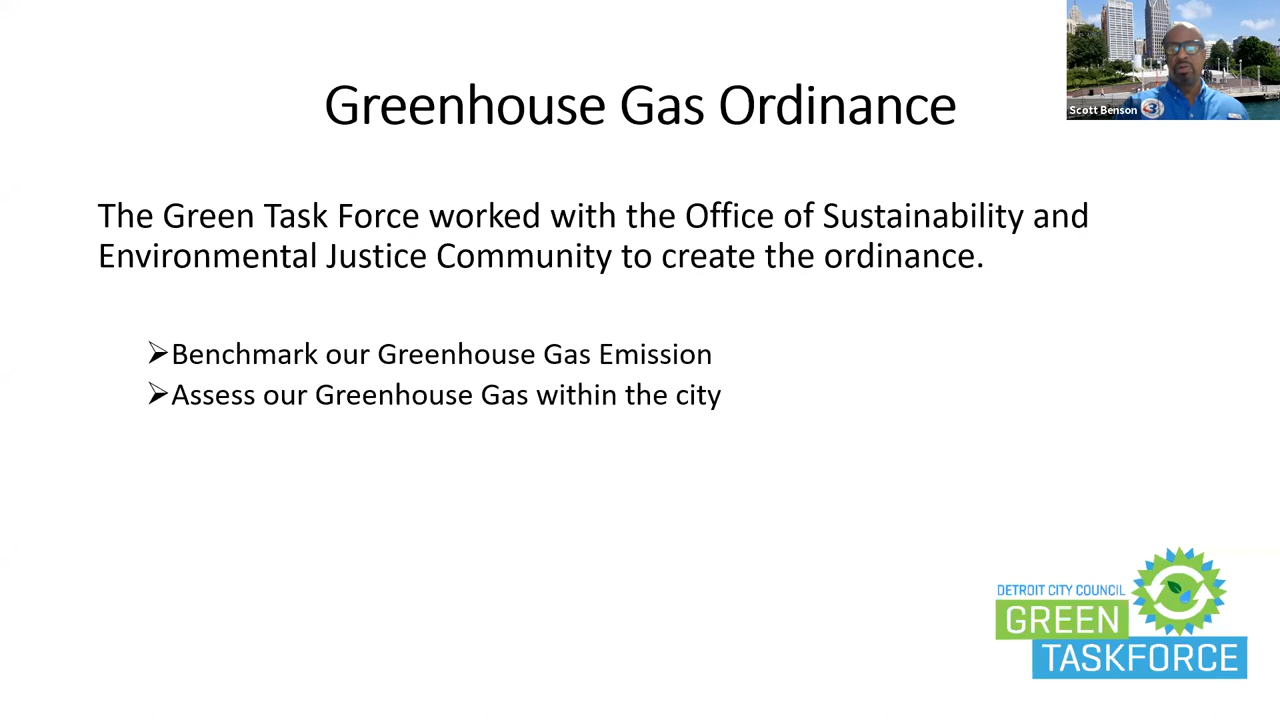 Greenhouse Gas Ordinance
Scott Benson
The Green Task Force worked with the Office of Sustainability and
Environmental Justice Community to create the ordinance.
➢Benchmark our Greenhouse Gas Emission
➢Assess our Greenhouse Gas within the city
DETROIT CITY COUNCIL
GREEN
TASKFORCE